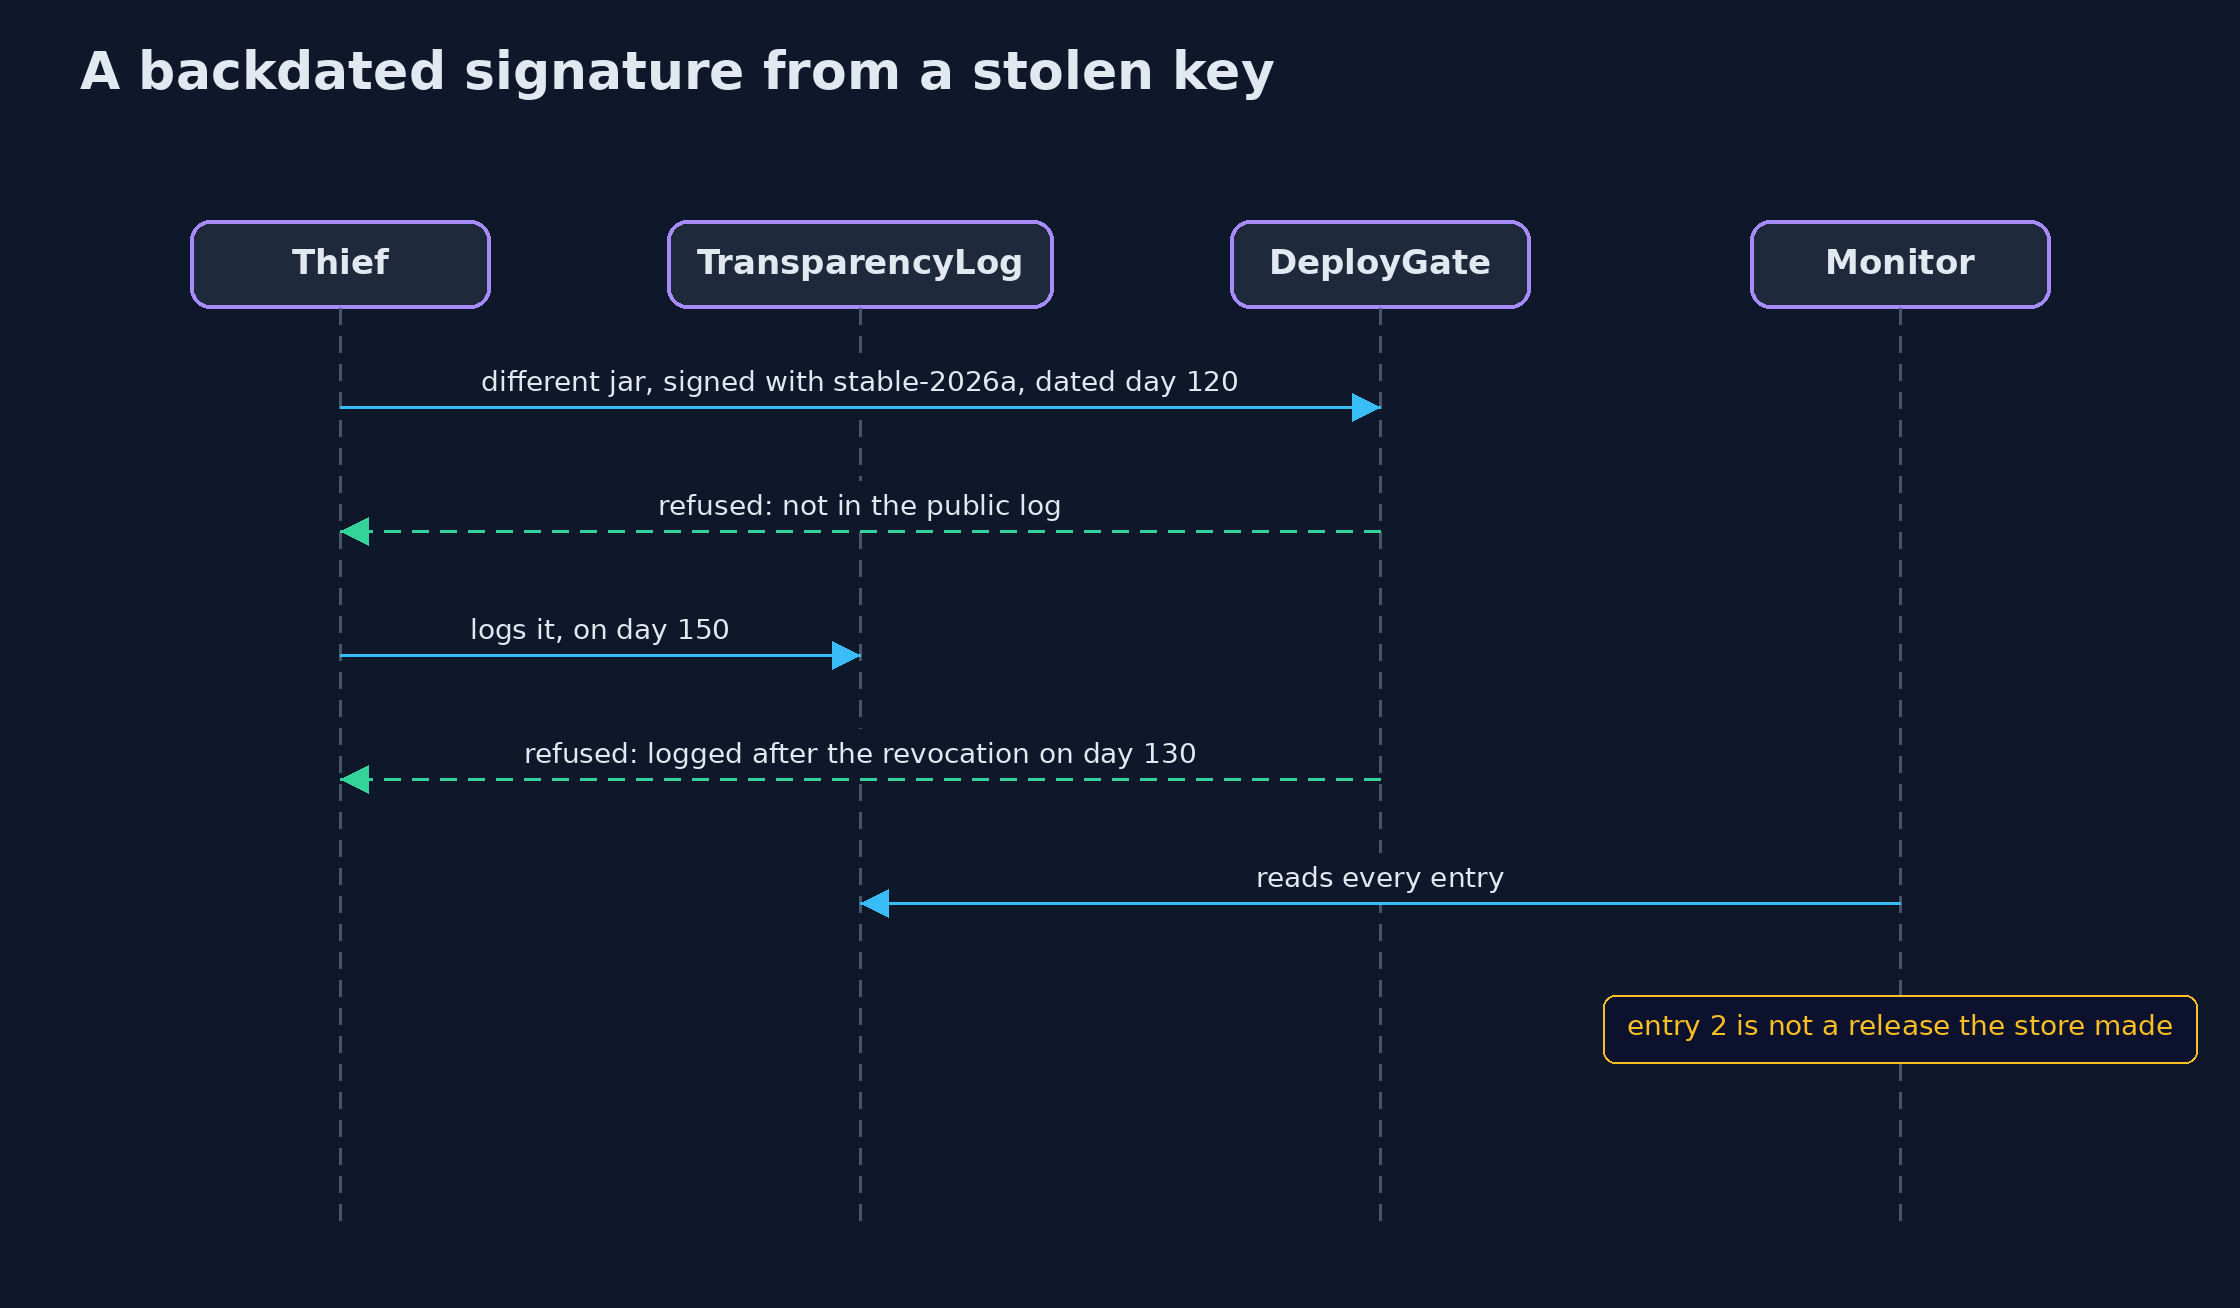 A backdated signature from a stolen key
Thief
TransparencyLog
DeployGate
Monitor
different jar, signed with stable-2026a, dated day 120
refused: not in the public log
logs it, on day 150
refused: logged after the revocation on day 130
reads every entry
entry 2 is not a release the store made